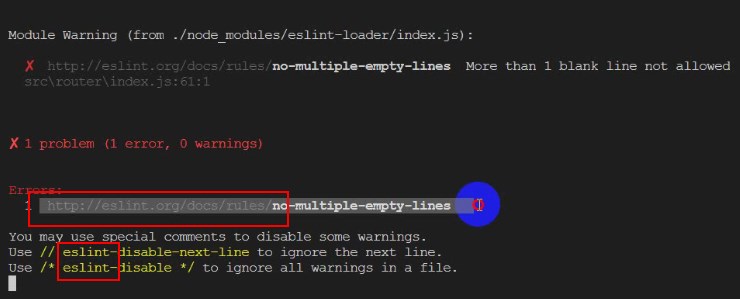 Module Warning (from ./node_modules/eslint-loader/index.js):
✘ http://eslint.org/docs/rules/no-multiple-empty-lines More than 1 blank line not allowed
src\router\index.js:61:1
✘ 1 problem (1 error, 0 warnings)
Errors:
1 http://eslint.org/docs/rules/no-multiple-empty-lines
You may use special comments to disable some warnings.
Use // eslint-disable-next-line to ignore the next line.
Use /* eslint-disable */ to ignore all warnings in a file.